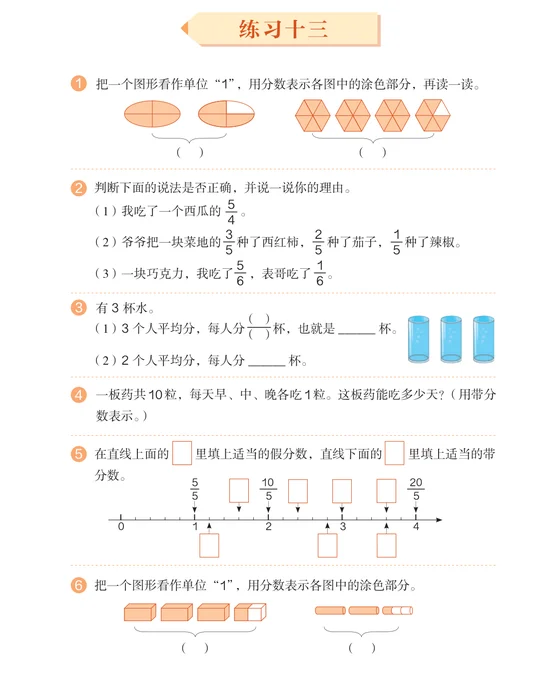 练习十三
1 把一个图形看作单位“1”，用分数表示各图中的涂色部分，再读一读。
（ ） （ ）
2 判断下面的说法是否正确，并说一说你的理由。
（1）我吃了一个西瓜的 5/4 。
（2）爷爷把一块菜地的 3/5 种了西红柿， 2/5 种了茄子， 1/5 种了辣椒。
（3）一块巧克力，我吃了 5/6 ，表哥吃了 1/6 。
3 有 3 杯水。
（1）3 个人平均分，每人分 ( )/( ) 杯，也就是 ______ 杯。
（2）2 个人平均分，每人分 ______ 杯。
4 一板药共10粒，每天早、中、晚各吃1粒。这板药能吃多少天？（用带分
数表示。）
5 在直线上面的 □ 里填上适当的假分数，直线下面的 □ 里填上适当的带
分数。
5/5 □ 10/5 □ □ □ 20/5
0 1 2 3 4
□ □ □
6 把一个图形看作单位“1”，用分数表示各图中的涂色部分。
（ ） （ ）